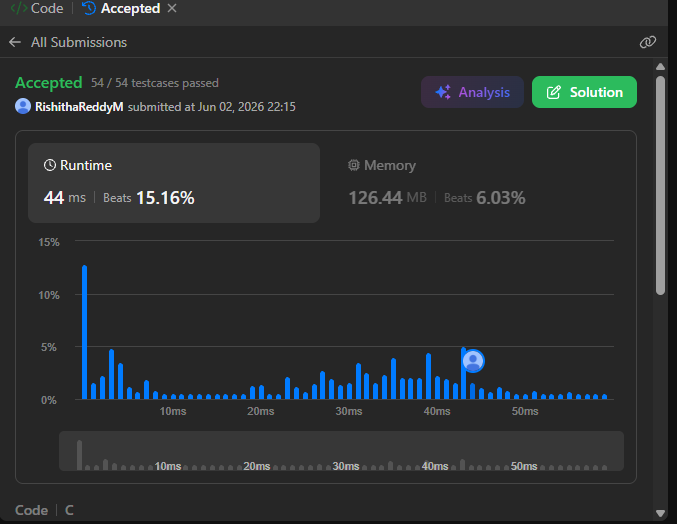 </> Code | Accepted ×
← All Submissions
Accepted 54 / 54 testcases passed
Analysis
Solution
RishithaReddyM submitted at Jun 02, 2026 22:15
Runtime
44 ms | Beats 15.16%
Memory
126.44 MB | Beats 6.03%
15%
10%
5%
0%
10ms 20ms 30ms 40ms 50ms
10ms 20ms 30ms 40ms 50ms
Code | C